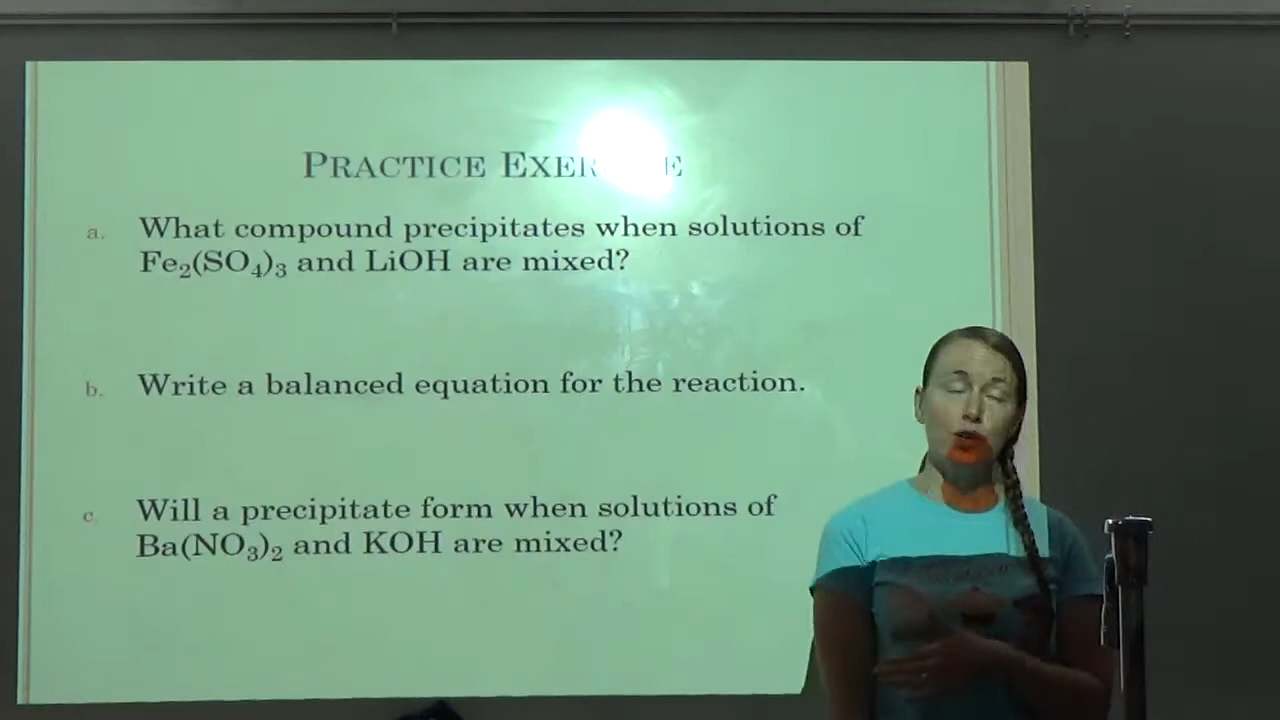 PRACTICE
a. What compound precipitates when solutions of
Fe₂(SO₄)₃ and LiOH are mixed?
b. Write a balanced equation for the reaction.
c. Will a precipitate form when solutions of
Ba(NO₃)₂ and KOH are mixed?